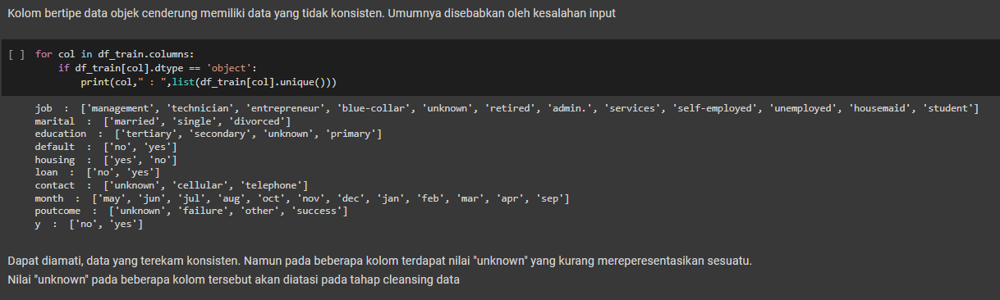 Kolom bertipe data objek cenderung memiliki data yang tidak konsisten. Umumnya disebabkan oleh kesalahan input
[ ] for col in df_train.columns:
if df_train[col].dtype == 'object':
print(col," : ",list(df_train[col].unique()))
job  :  ['management', 'technician', 'entrepreneur', 'blue-collar', 'unknown', 'retired', 'admin.', 'services', 'self-employed', 'unemployed', 'housemaid', 'student']
marital  :  ['married', 'single', 'divorced']
education  :  ['tertiary', 'secondary', 'unknown', 'primary']
default  :  ['no', 'yes']
housing  :  ['yes', 'no']
loan  :  ['no', 'yes']
contact  :  ['unknown', 'cellular', 'telephone']
month  :  ['may', 'jun', 'jul', 'aug', 'oct', 'nov', 'dec', 'jan', 'feb', 'mar', 'apr', 'sep']
poutcome  :  ['unknown', 'failure', 'other', 'success']
y  :  ['no', 'yes']
Dapat diamati, data yang terekam konsisten. Namun pada beberapa kolom terdapat nilai "unknown" yang kurang mereperesentasikan sesuatu.
Nilai "unknown" pada beberapa kolom tersebut akan diatasi pada tahap cleansing data